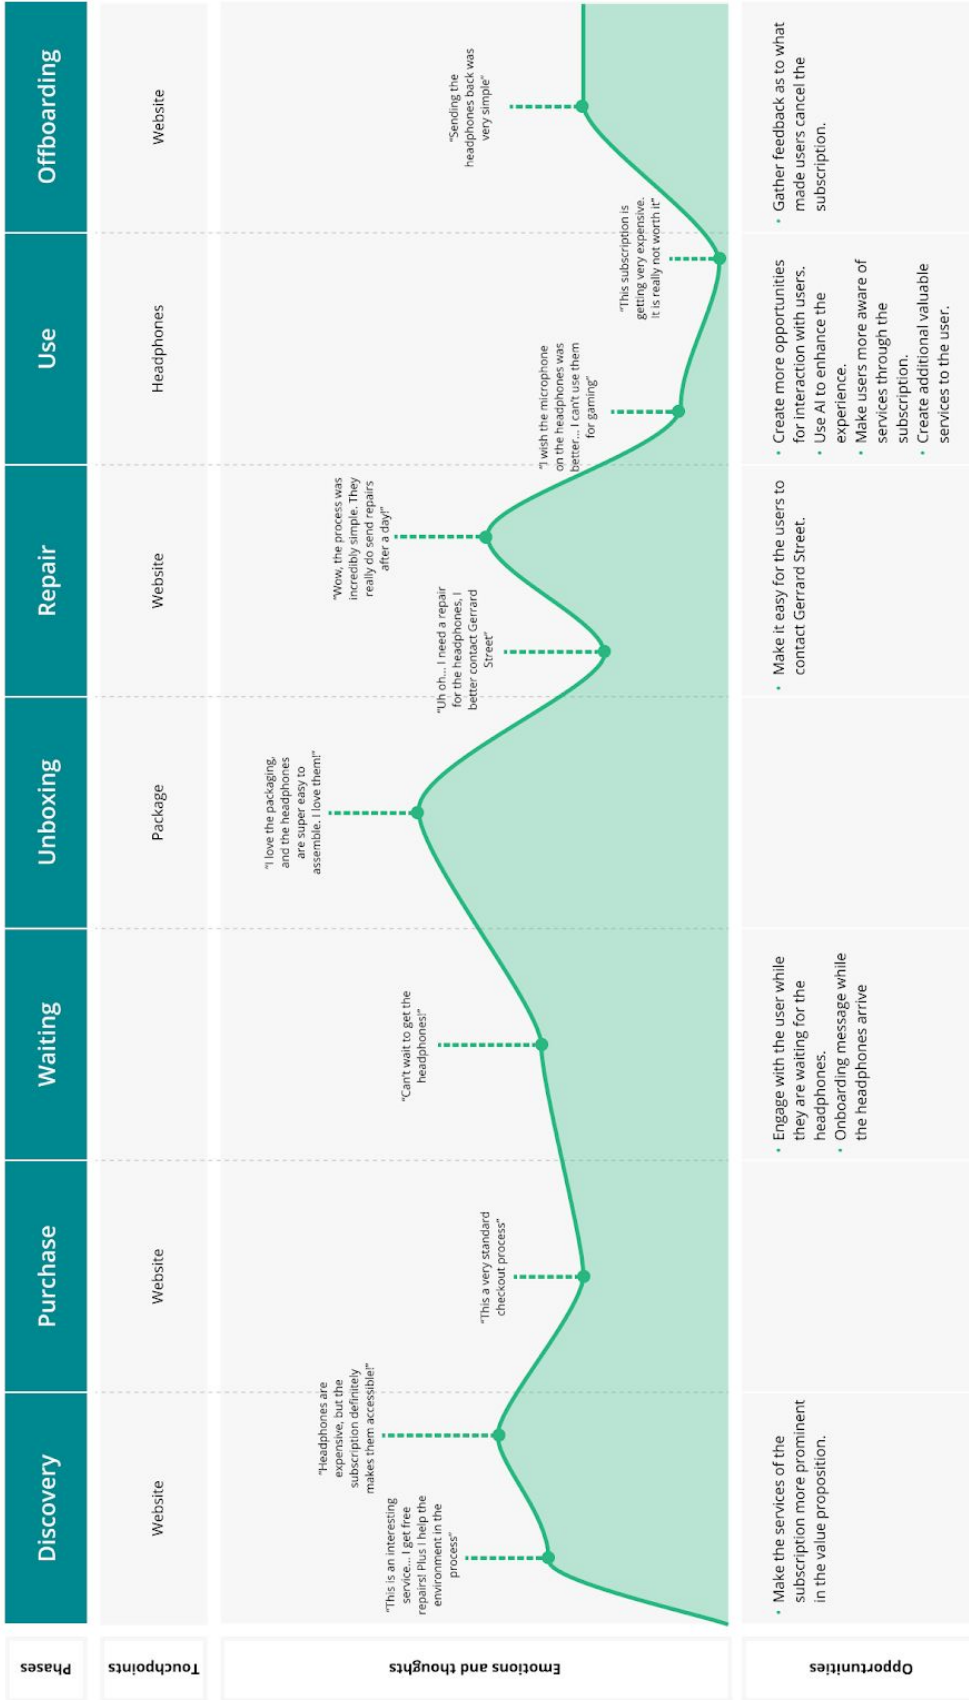 Phases
Discovery
Purchase
Waiting
Unboxing
Repair
Use
Offboarding
Touchpoints
Website
Website
Package
Website
Headphones
Website
Emotions and thoughts
"This is an interesting
service... I get free
repairs! Plus I help the
environment in the
process"
"Headphones are
expensive, but the
subscription definitely
makes them accessible!"
"This a very standard
checkout process"
"Can't wait to get the
headphones!"
"I love the packaging,
and the headphones
are super easy to
assemble. I love them!"
"Uh oh... I need a repair
for the headphones, I
better contact Gerrard
Street"
"Wow, the process was
incredibly simple. They
really do send repairs
after a day!"
"I wish the microphone
on the headphones was
better... I can't use them
for gaming"
"This subscription is
getting very expensive.
It is really not worth it"
"Sending the
headphones back was
very simple"
Opportunities
• Make the services of the
subscription more prominent
in the value proposition.
• Engage with the user while
they are waiting for the
headphones.
• Onboarding message while
the headphones arrive
• Make it easy for the users to
contact Gerrard Street.
• Create more opportunities
for interaction with users.
• Use AI to enhance the
experience.
• Make users more aware of
services through the
subscription.
• Create additional valuable
services to the user.
• Gather feedback as to what
made users cancel the
subscription.